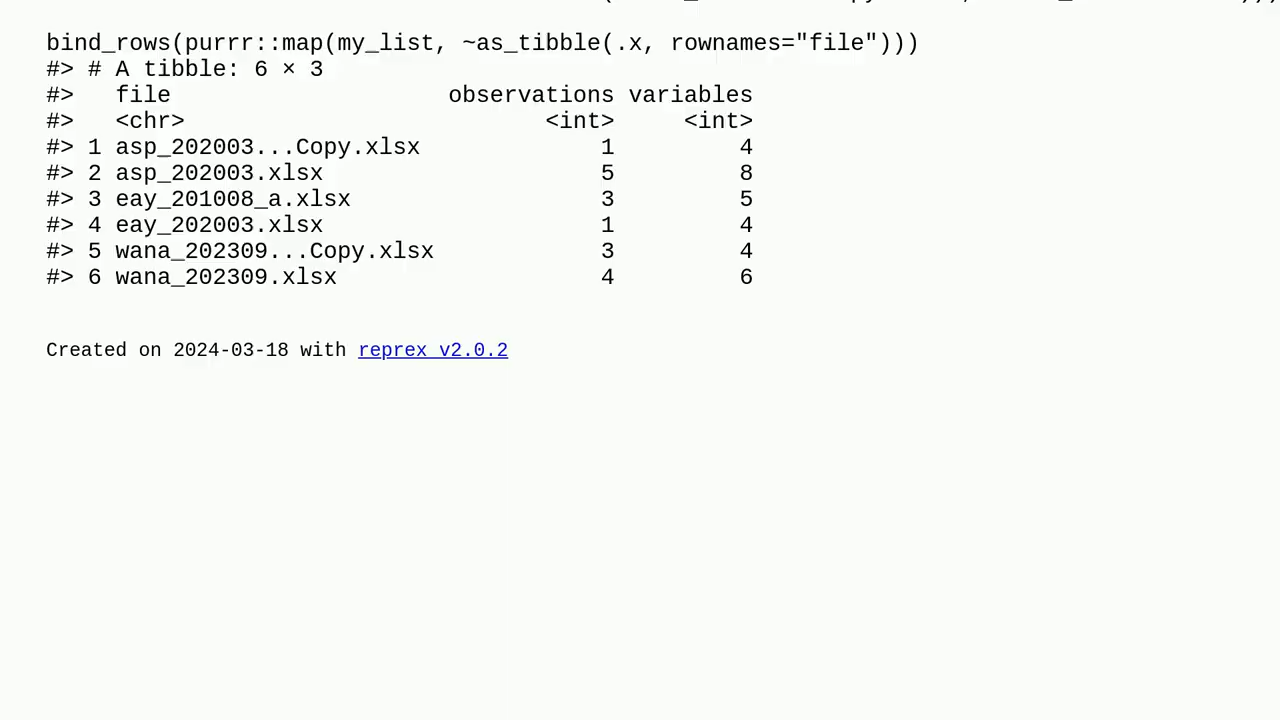 bind_rows(purrr::map(my_list, ~as_tibble(.x, rownames="file")))
#> # A tibble: 6 × 3
#>   file                    observations variables
#>   <chr>                          <int>     <int>
#> 1 asp_202003...Copy.xlsx             1         4
#> 2 asp_202003.xlsx                    5         8
#> 3 eay_201008_a.xlsx                  3         5
#> 4 eay_202003.xlsx                    1         4
#> 5 wana_202309...Copy.xlsx            3         4
#> 6 wana_202309.xlsx                   4         6
Created on 2024-03-18 with reprex v2.0.2